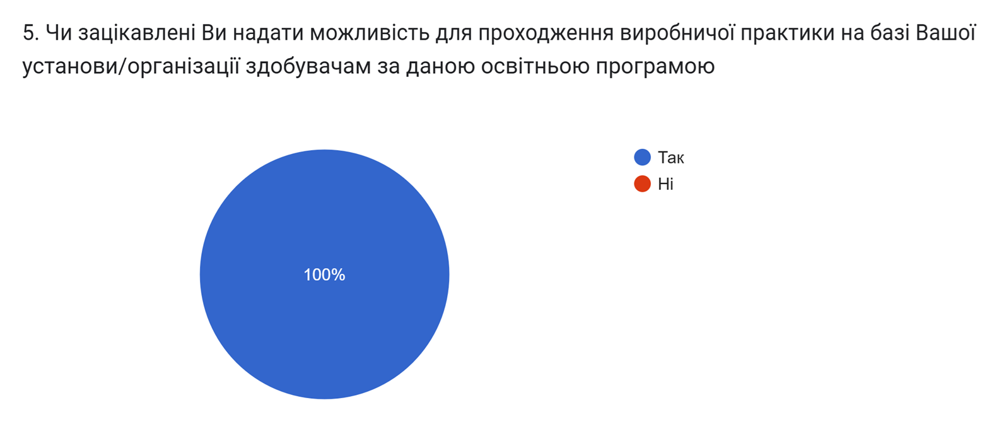 5. Чи зацікавлені Ви надати можливість для проходження виробничої практики на базі Вашої
установи/організації здобувачам за даною освітньою програмою
Так
Ні
100%